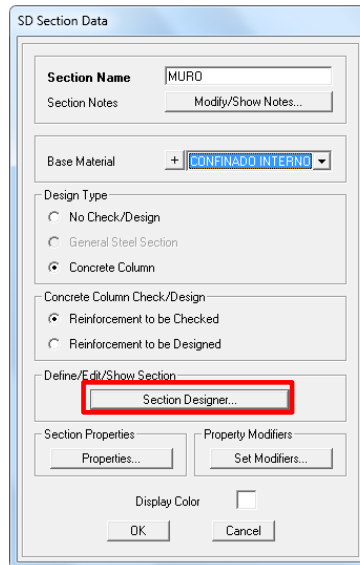 SD Section Data
Section Name MURO
Section Notes Modify/Show Notes...
Base Material + CONFINADO INTERNO
Design Type
No Check/Design
General Steel Section
Concrete Column
Concrete Column Check/Design
Reinforcement to be Checked
Reinforcement to be Designed
Define/Edit/Show Section
Section Designer...
Section Properties Property Modifiers
Properties... Set Modifiers...
Display Color
OK Cancel